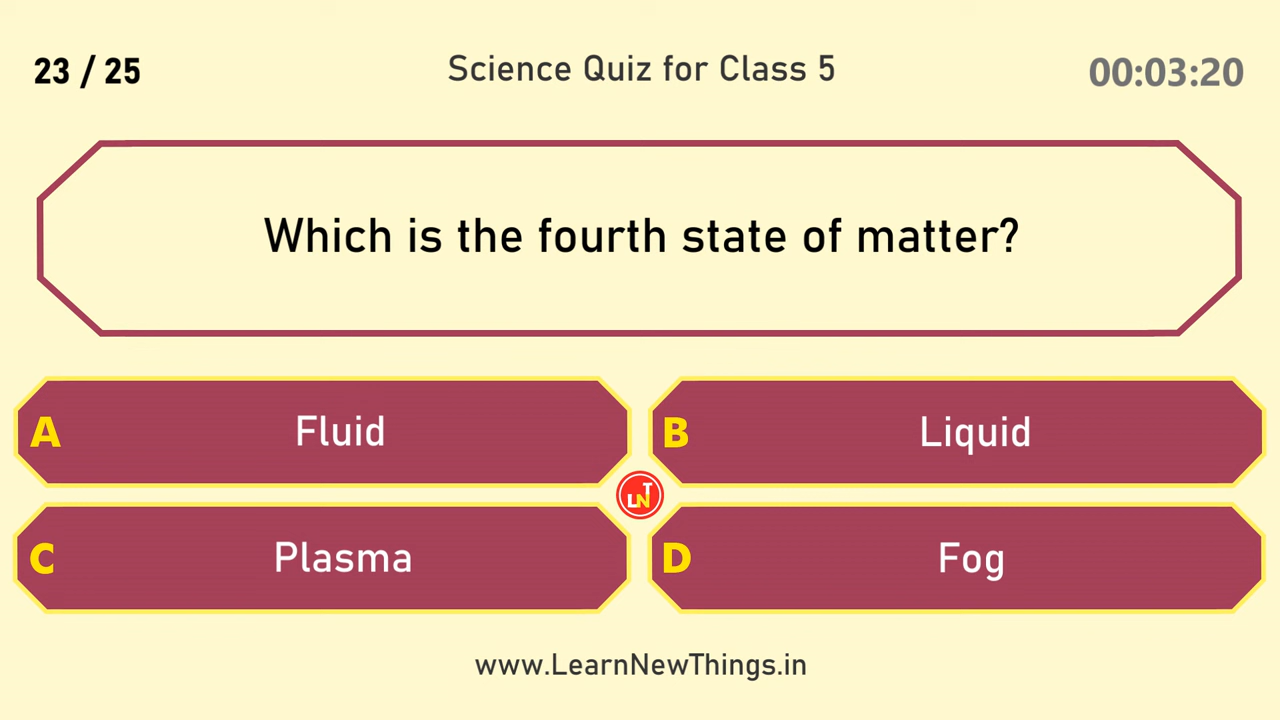 23 / 25
Science Quiz for Class 5
00:03:20
Which is the fourth state of matter?
A Fluid
B Liquid
LNT
C Plasma
D Fog
www.LearnNewThings.in